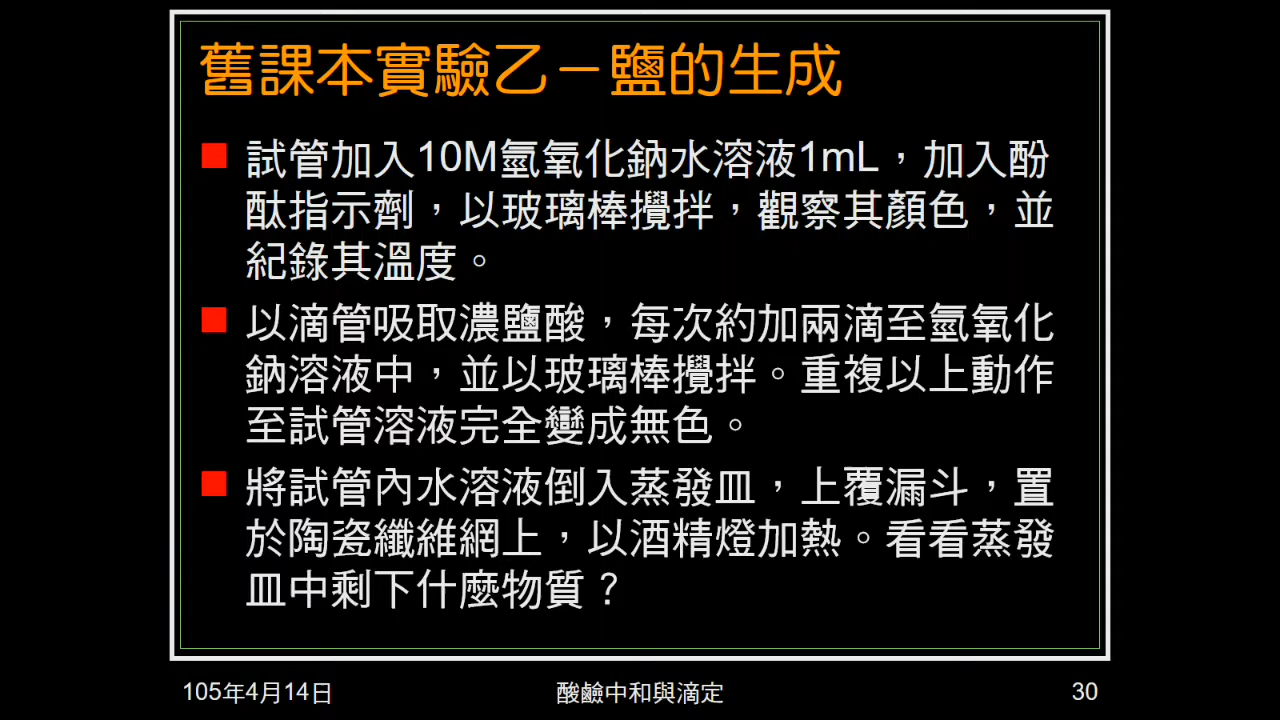 舊課本實驗乙－鹽的生成
試管加入10M氫氧化鈉水溶液1mL，加入酚
酞指示劑，以玻璃棒攪拌，觀察其顏色，並
紀錄其溫度。
以滴管吸取濃鹽酸，每次約加兩滴至氫氧化
鈉溶液中，並以玻璃棒攪拌。重複以上動作
至試管溶液完全變成無色。
將試管內水溶液倒入蒸發皿，上覆漏斗，置
於陶瓷纖維網上，以酒精燈加熱。看看蒸發
皿中剩下什麼物質？
105年4月14日
酸鹼中和與滴定
30